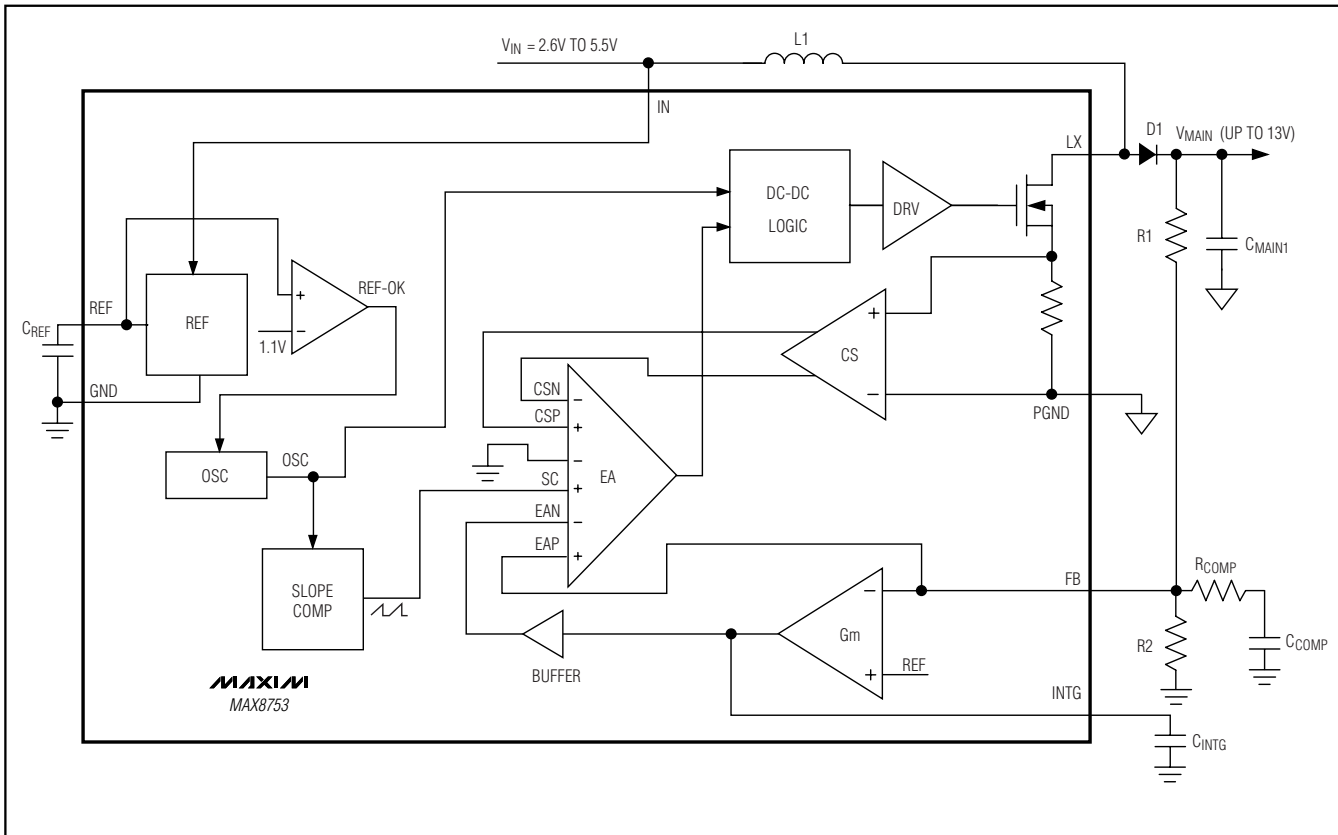 V_IN = 2.6V TO 5.5V
L1
IN
LX
D1
V_MAIN (UP TO 13V)
DC-DC
LOGIC
DRV
R1
C_MAIN1
REF
C_REF
REF
+
−
REF-OK
1.1V
GND
+
CS
−
PGND
CSN
−
CSP
+
−
SC
+
EAN
−
EAP
+
EA
OSC
OSC
SLOPE
COMP
BUFFER
−
Gm
+
REF
FB
R_COMP
R2
C_COMP
INTG
C_INTG
MAXIM
MAX8753